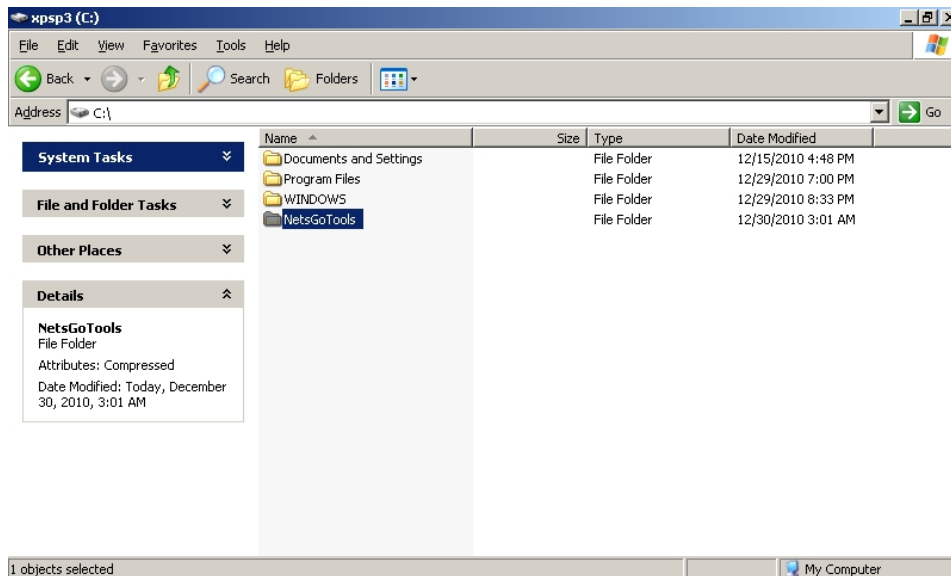 xpsp3 (C:)
File Edit View Favorites Tools Help
Back Search Folders
Address C:\ Go
Name Size Type Date Modified
System Tasks
Documents and Settings File Folder 12/15/2010 4:48 PM
Program Files File Folder 12/29/2010 7:00 PM
WINDOWS File Folder 12/29/2010 8:33 PM
NetsGoTools File Folder 12/30/2010 3:01 AM
File and Folder Tasks
Other Places
Details
NetsGoTools
File Folder
Attributes: Compressed
Date Modified: Today, December
30, 2010, 3:01 AM
1 objects selected My Computer